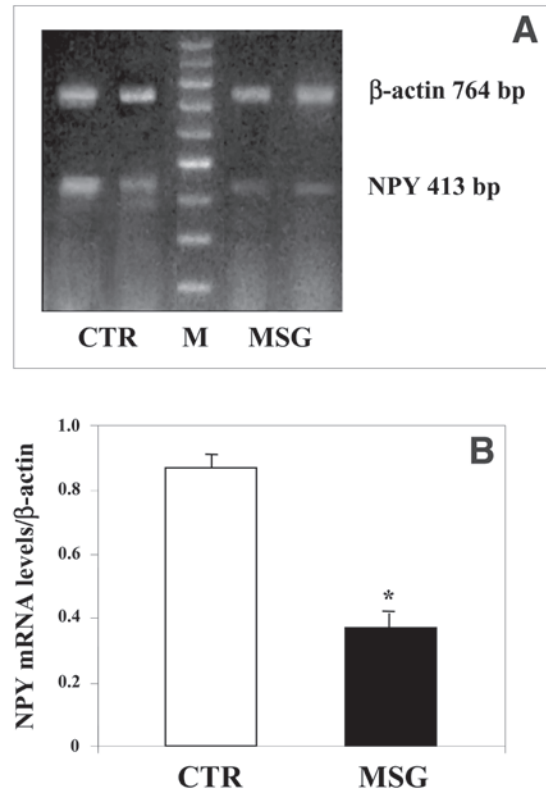 A
β-actin 764 bp
NPY 413 bp
CTR M MSG
B
NPY mRNA levels/β-actin
1.0
0.8
0.6
0.4
0.2
0
*
CTR MSG